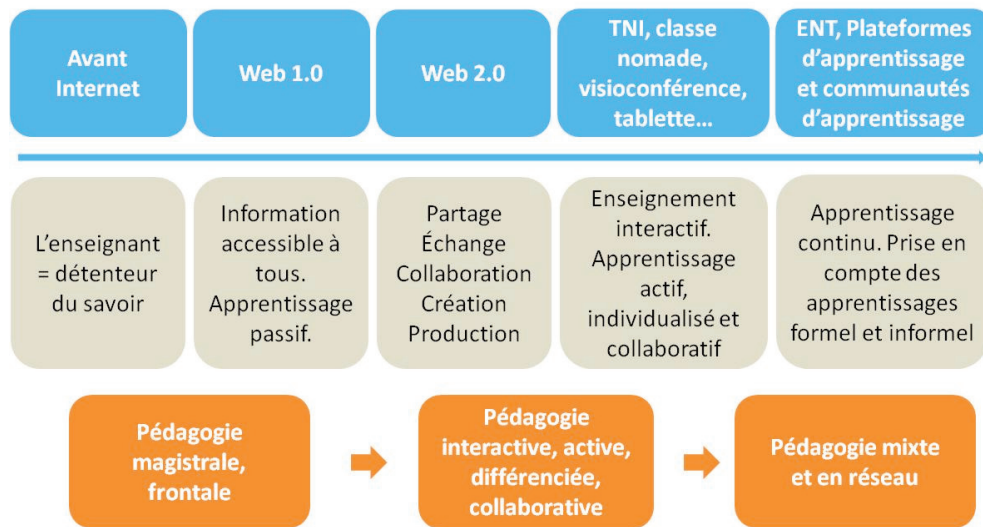 Avant
Internet
Web 1.0
Web 2.0
TNI, classe
nomade,
visioconférence,
tablette...
ENT, Plateformes
d'apprentissage
et communautés
d'apprentissage
L'enseignant
= détenteur
du savoir
Information
accessible à
tous.
Apprentissage
passif.
Partage
Échange
Collaboration
Création
Production
Enseignement
interactif.
Apprentissage
actif,
individualisé et
collaboratif
Apprentissage
continu. Prise en
compte des
apprentissages
formel et informel
Pédagogie
magistrale,
frontale
Pédagogie
interactive, active,
différenciée,
collaborative
Pédagogie mixte
et en réseau